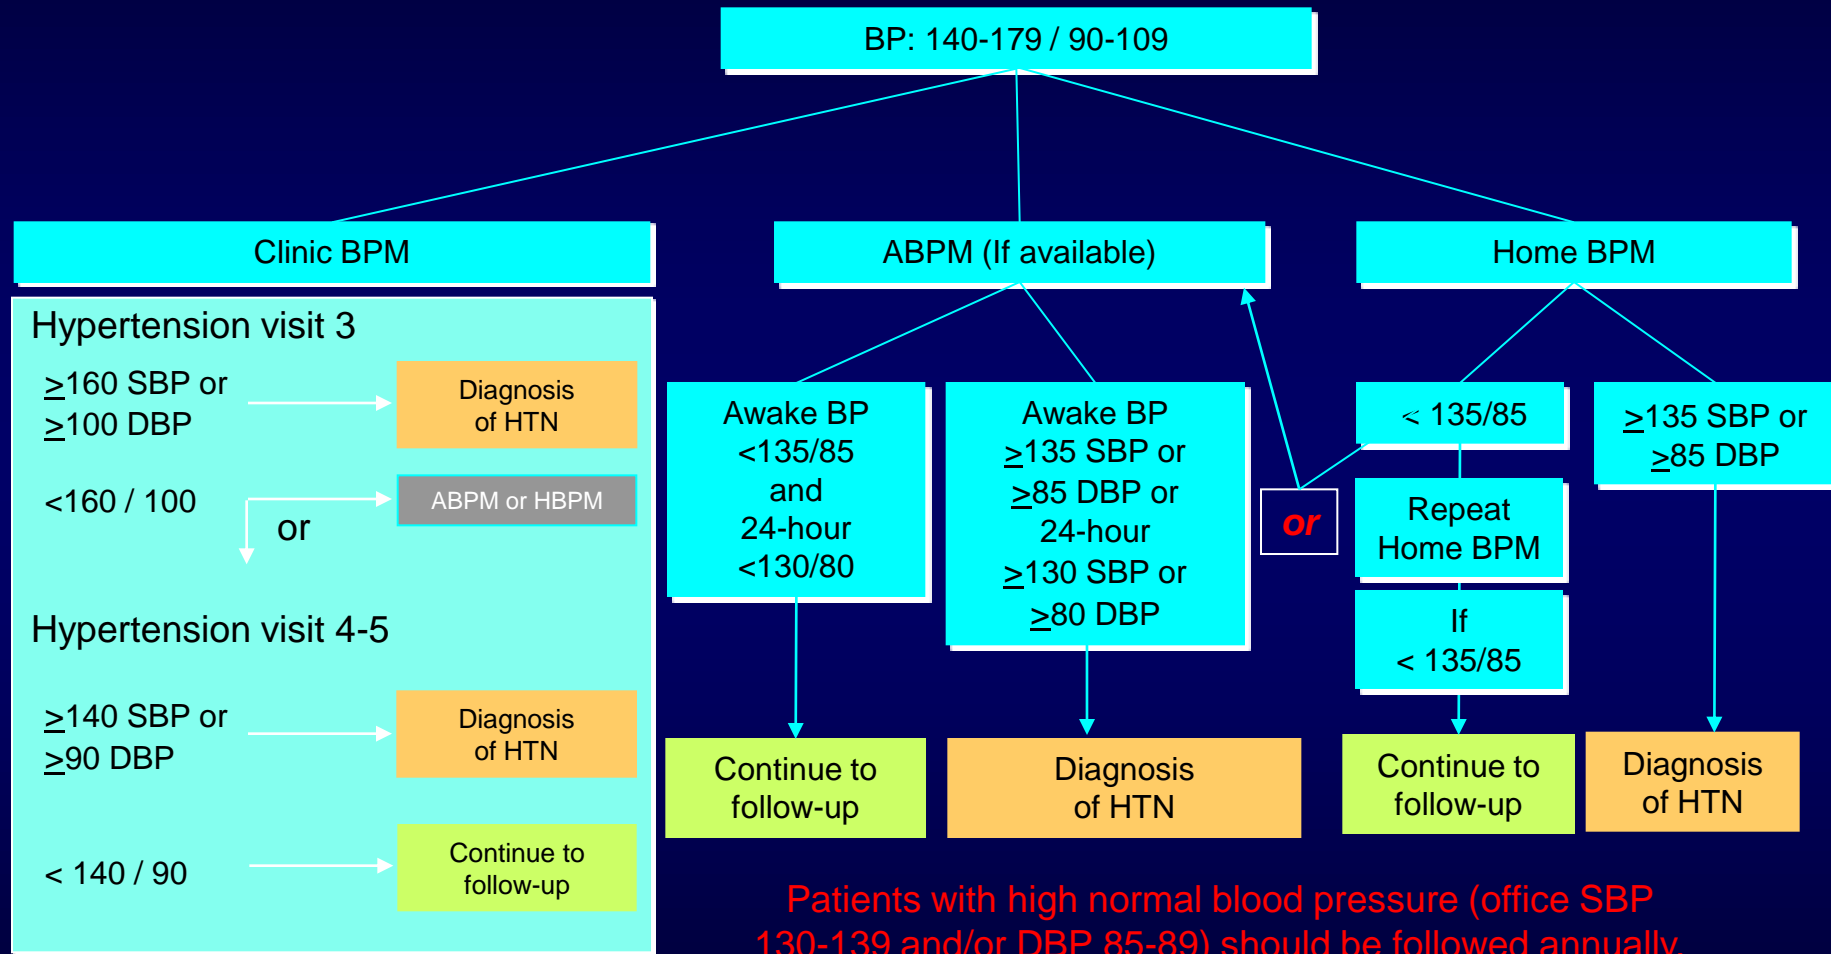 BP: 140-179 / 90-109
Clinic BPM
ABPM (If available)
Home BPM
Hypertension visit 3
≥160 SBP or
≥100 DBP
Diagnosis
of HTN
<160 / 100
ABPM or HBPM
or
Hypertension visit 4-5
≥140 SBP or
≥90 DBP
Diagnosis
of HTN
< 140 / 90
Continue to
follow-up
Awake BP
<135/85
and
24-hour
<130/80
Continue to
follow-up
Awake BP
≥135 SBP or
≥85 DBP or
24-hour
≥130 SBP or
≥80 DBP
Diagnosis
of HTN
or
< 135/85
Repeat
Home BPM
If
< 135/85
Continue to
follow-up
≥135 SBP or
≥85 DBP
Diagnosis
of HTN
Patients with high normal blood pressure (office SBP
130-139 and/or DBP 85-89) should be followed annually.